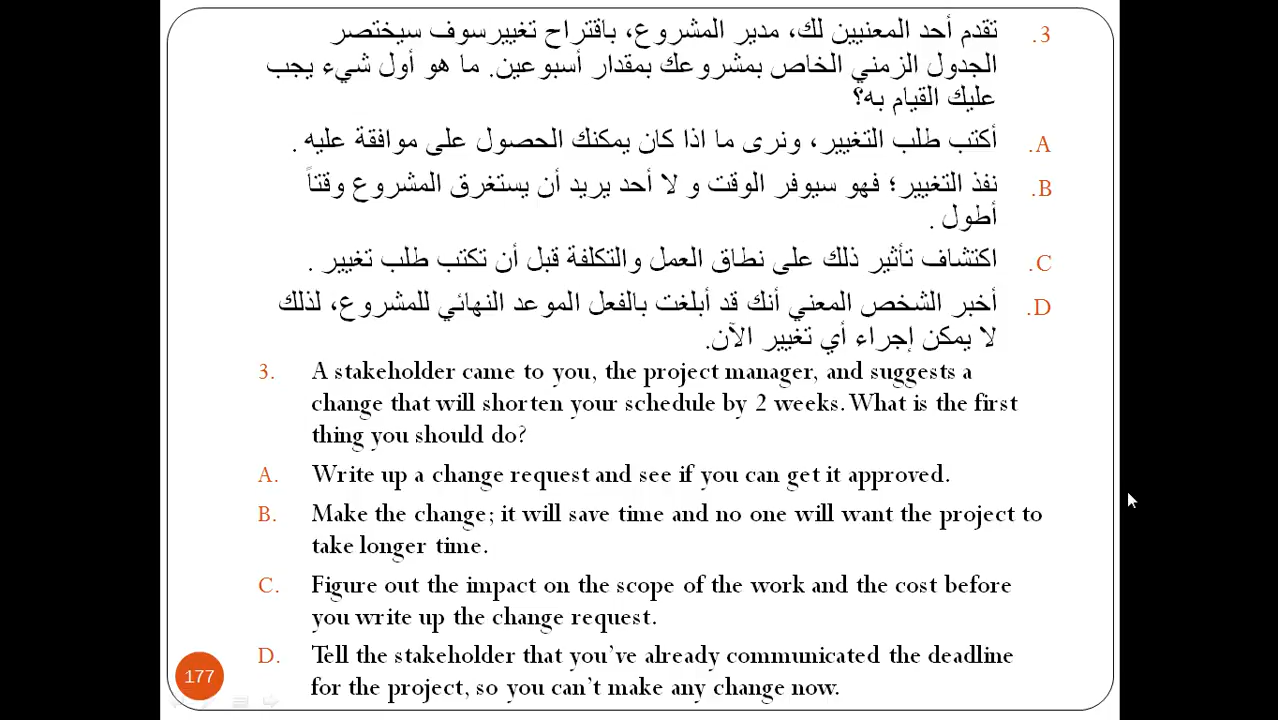 3. تقدم أحد المعنيين لك، مدير المشروع، باقتراح تغييرسوف سيختصر
الجدول الزمني الخاص بمشروعك بمقدار أسبوعين. ما هو أول شيء يجب
عليك القيام به؟
A. أكتب طلب التغيير، ونرى ما اذا كان يمكنك الحصول على موافقة عليه .
B. نفذ التغيير؛ فهو سيوفر الوقت و لا أحد يريد أن يستغرق المشروع وقتاً
أطول .
C. اكتشاف تأثير ذلك على نطاق العمل والتكلفة قبل أن تكتب طلب تغيير .
D. أخبر الشخص المعني أنك قد أبلغت بالفعل الموعد النهائي للمشروع، لذلك
لا يمكن إجراء أي تغيير الآن.
3. A stakeholder came to you, the project manager, and suggests a
change that will shorten your schedule by 2 weeks. What is the first
thing you should do?
A. Write up a change request and see if you can get it approved.
B. Make the change; it will save time and no one will want the project to
take longer time.
C. Figure out the impact on the scope of the work and the cost before
you write up the change request.
D. Tell the stakeholder that you've already communicated the deadline
for the project, so you can't make any change now.
177